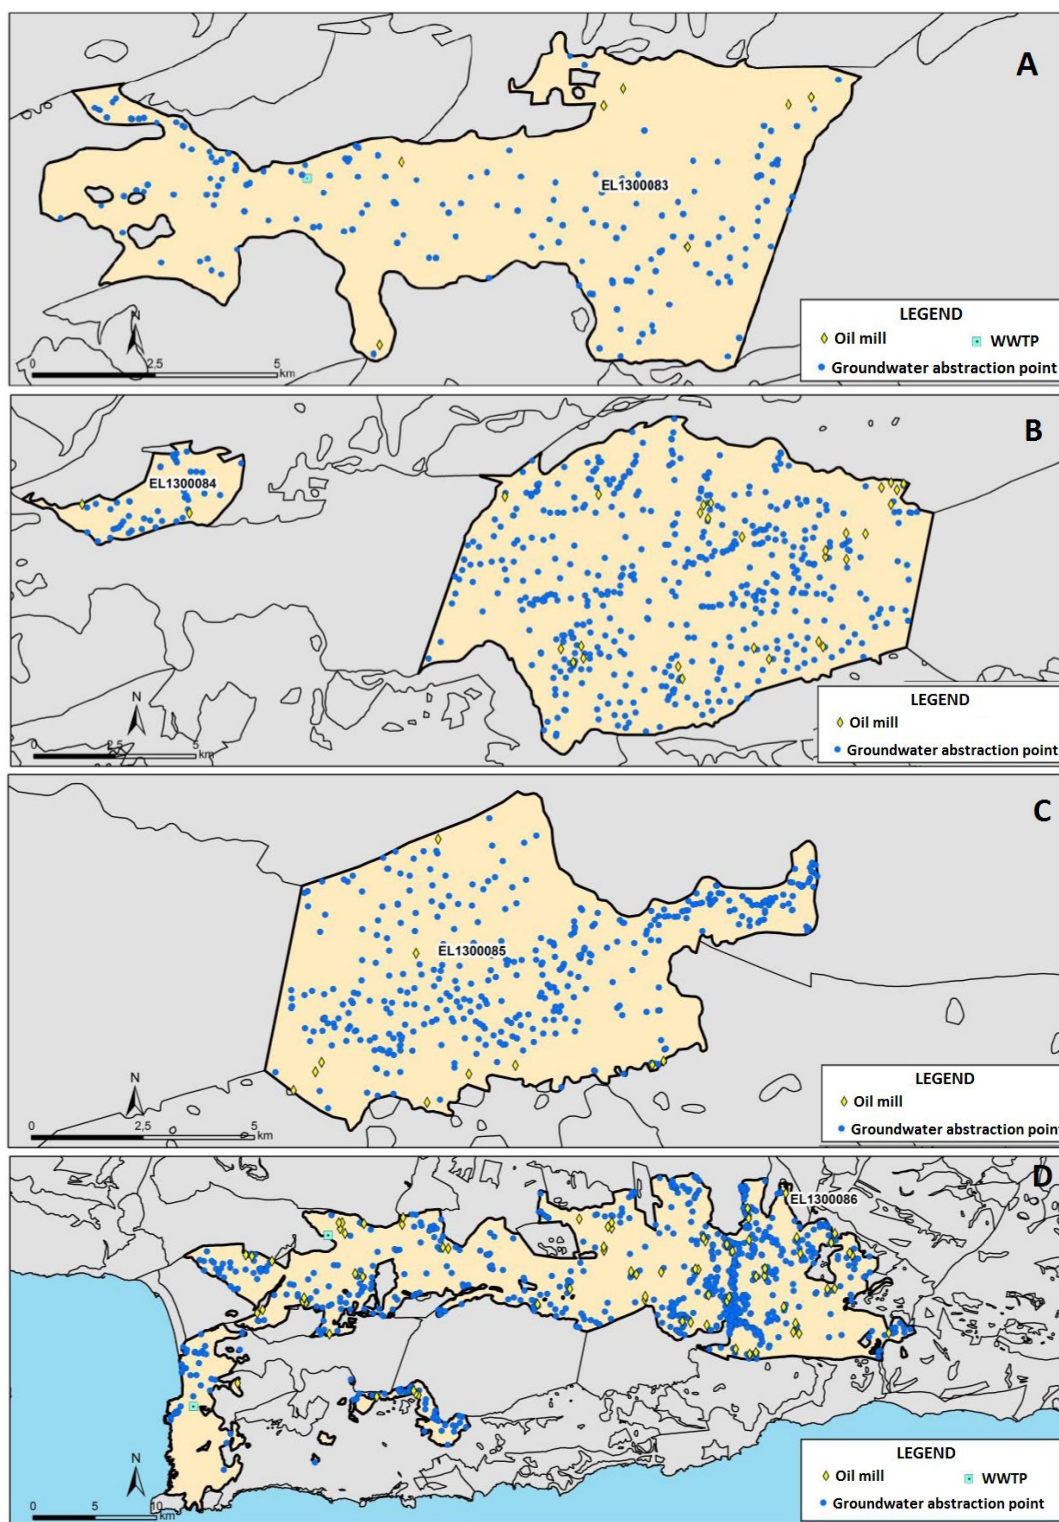 A
EL1300083
LEGEND
Oil mill
WWTP
Groundwater abstraction point
N
0
2,5
5
km
B
EL1300084
LEGEND
Oil mill
Groundwater abstraction point
N
0
2,5
5
km
C
EL1300085
LEGEND
Oil mill
Groundwater abstraction point
N
0
2,5
5
km
D
EL1300086
LEGEND
Oil mill
WWTP
Groundwater abstraction point
N
0
5
10
km